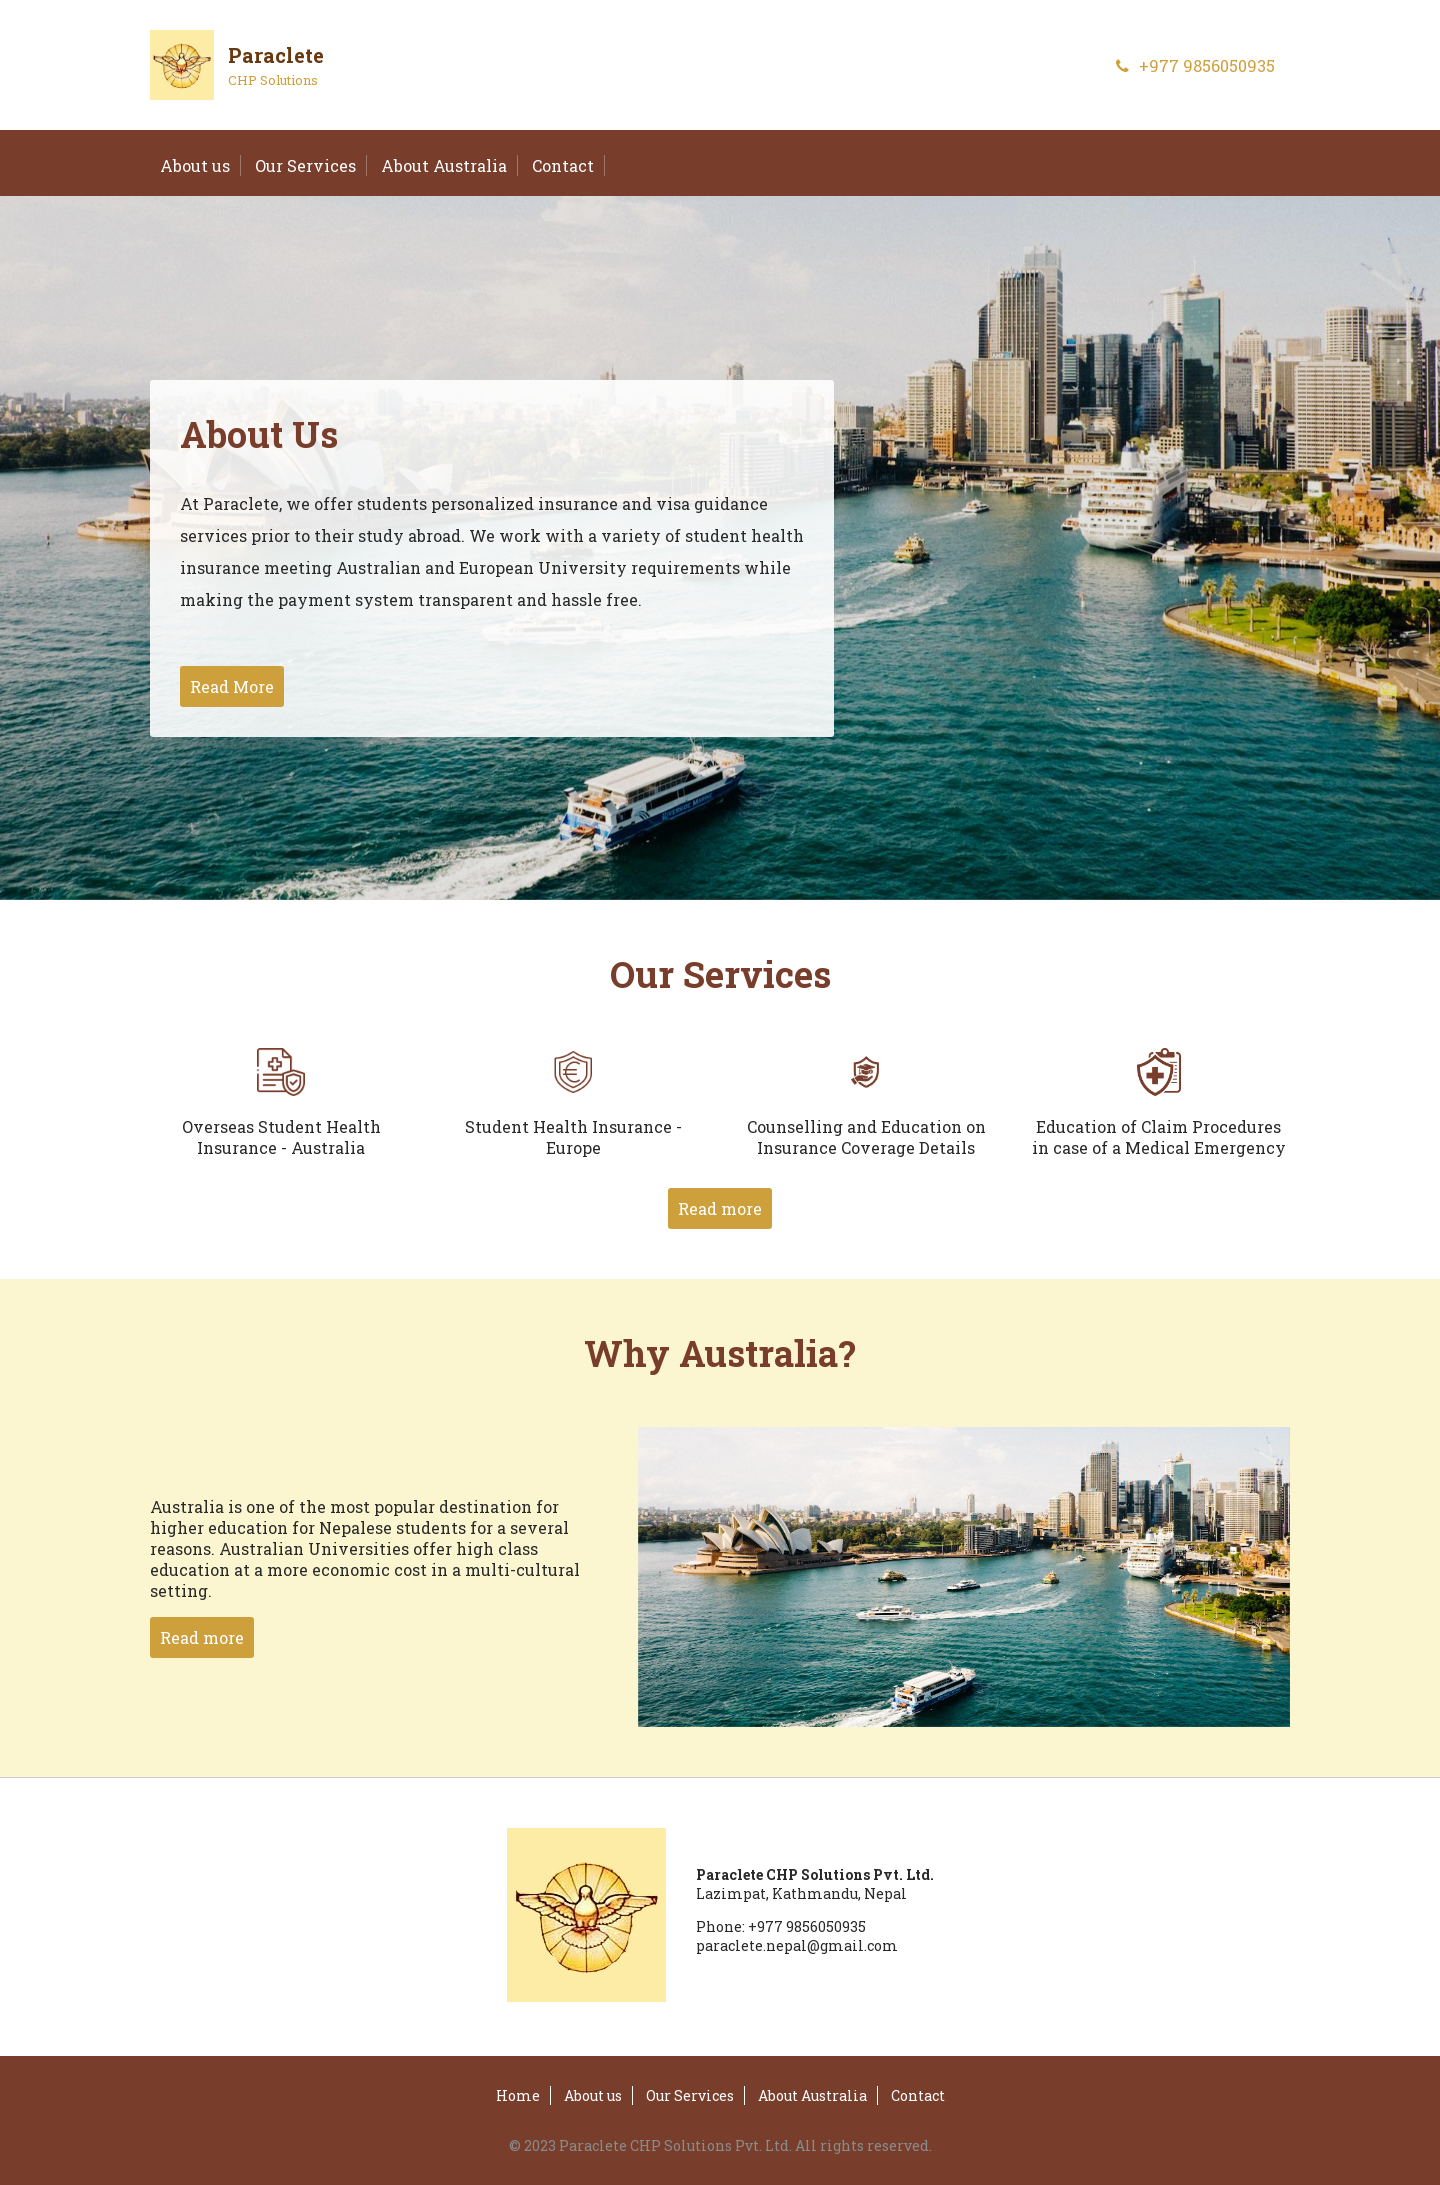 Paraclete
CHP Solutions
+977 9856050935
About us
Our Services
About Australia
Contact
About Us
At Paraclete, we offer students personalized insurance and visa guidance
services prior to their study abroad. We work with a variety of student health
insurance meeting Australian and European University requirements while
making the payment system transparent and hassle free.
Read More
RIVERSIDE MARINE
Our Services
Overseas Student Health
Insurance - Australia
Student Health Insurance -
Europe
Counselling and Education on
Insurance Coverage Details
Education of Claim Procedures
in case of a Medical Emergency
Read more
Why Australia?
Australia is one of the most popular destination for
higher education for Nepalese students for a several
reasons. Australian Universities offer high class
education at a more economic cost in a multi-cultural
setting.
Read more
Paraclete CHP Solutions Pvt. Ltd.
Lazimpat, Kathmandu, Nepal
Phone: +977 9856050935
paraclete.nepal@gmail.com
Home
About us
Our Services
About Australia
Contact
© 2023 Paraclete CHP Solutions Pvt. Ltd. All rights reserved.